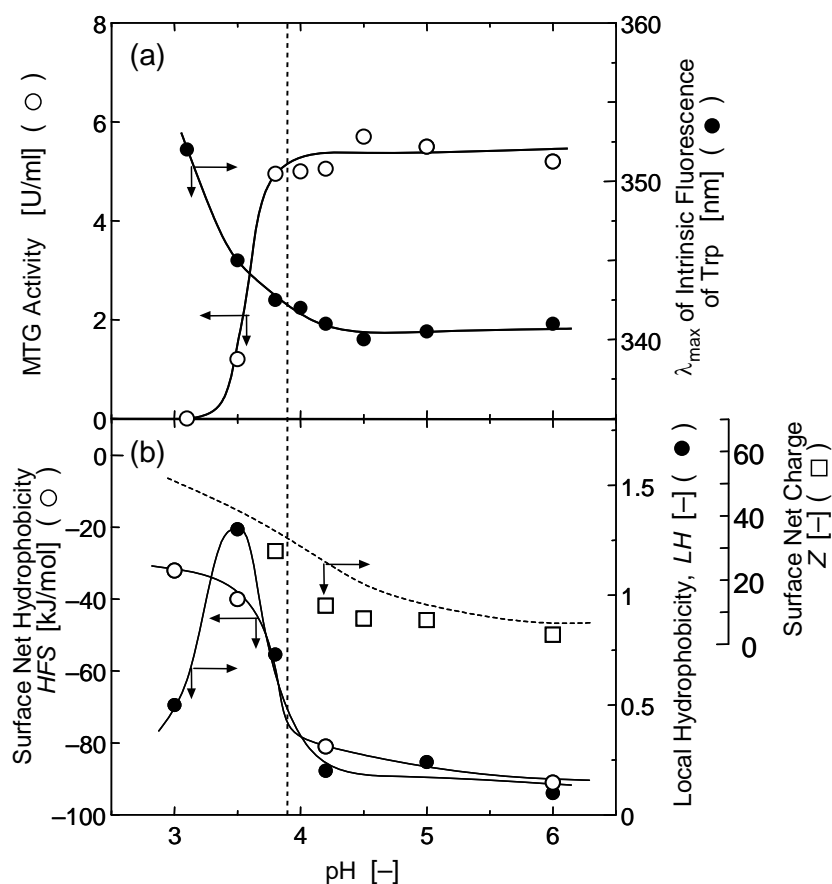 (a)
8
6
4
2
0
MTG Activity [U/ml] ( ○ )
360
350
340
λmax of Intrinsic Fluorescence
of Trp [nm] ( ● )
(b)
0
−20
−40
−60
−80
−100
Surface Net Hydrophobicity
HFS [kJ/mol] ( ○ )
1.5
1
0.5
0
Local Hydrophobicity, LH [–] ( ● )
60
40
20
0
Surface Net Charge
Z [–] ( □ )
3
4
5
6
pH [–]